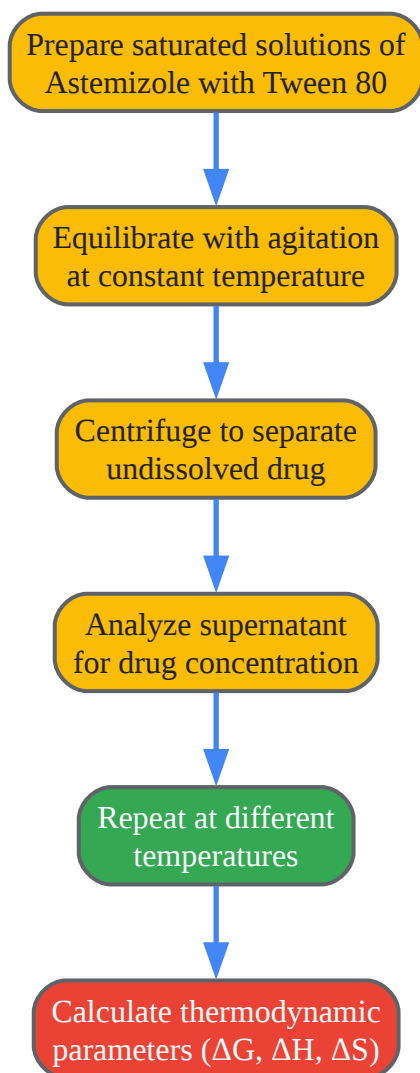 Prepare saturated solutions of
Astemizole with Tween 80
Equilibrate with agitation
at constant temperature
Centrifuge to separate
undissolved drug
Analyze supernatant
for drug concentration
Repeat at different
temperatures
Calculate thermodynamic
parameters (ΔG, ΔH, ΔS)